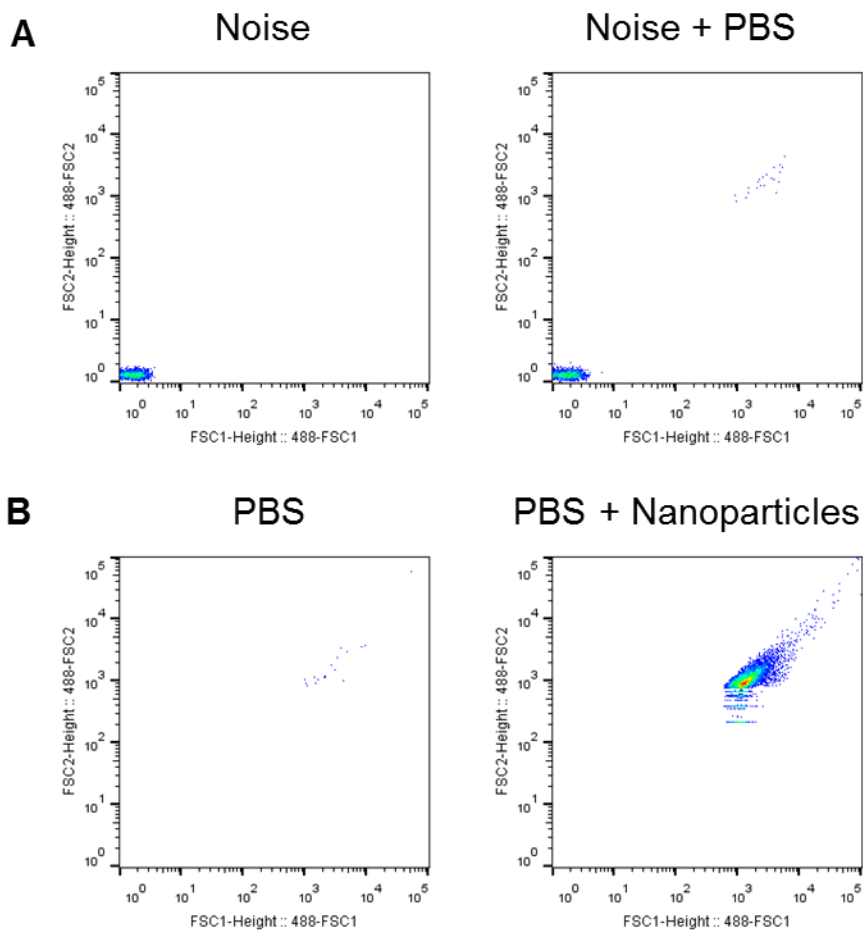 A
Noise
Noise + PBS
FSC2-Height :: 488-FSC2
10^5
10^4
10^3
10^2
10^1
10^0
10^0 10^1 10^2 10^3 10^4 10^5
FSC1-Height :: 488-FSC1
FSC2-Height :: 488-FSC2
10^5
10^4
10^3
10^2
10^1
10^0
10^0 10^1 10^2 10^3 10^4 10^5
FSC1-Height :: 488-FSC1
B
PBS
PBS + Nanoparticles
FSC2-Height :: 488-FSC2
10^5
10^4
10^3
10^2
10^1
10^0
10^0 10^1 10^2 10^3 10^4 10^5
FSC1-Height :: 488-FSC1
FSC2-Height :: 488-FSC2
10^5
10^4
10^3
10^2
10^1
10^0
10^0 10^1 10^2 10^3 10^4 10^5
FSC1-Height :: 488-FSC1